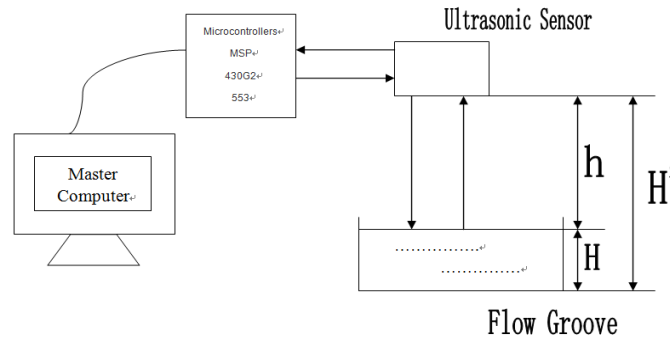 Ultrasonic Sensor
Microcontrollers↵
MSP↵
430G2↵
553↵
Master
Computer↵
h
H'
H
...............↵
..............↵
Flow Groove